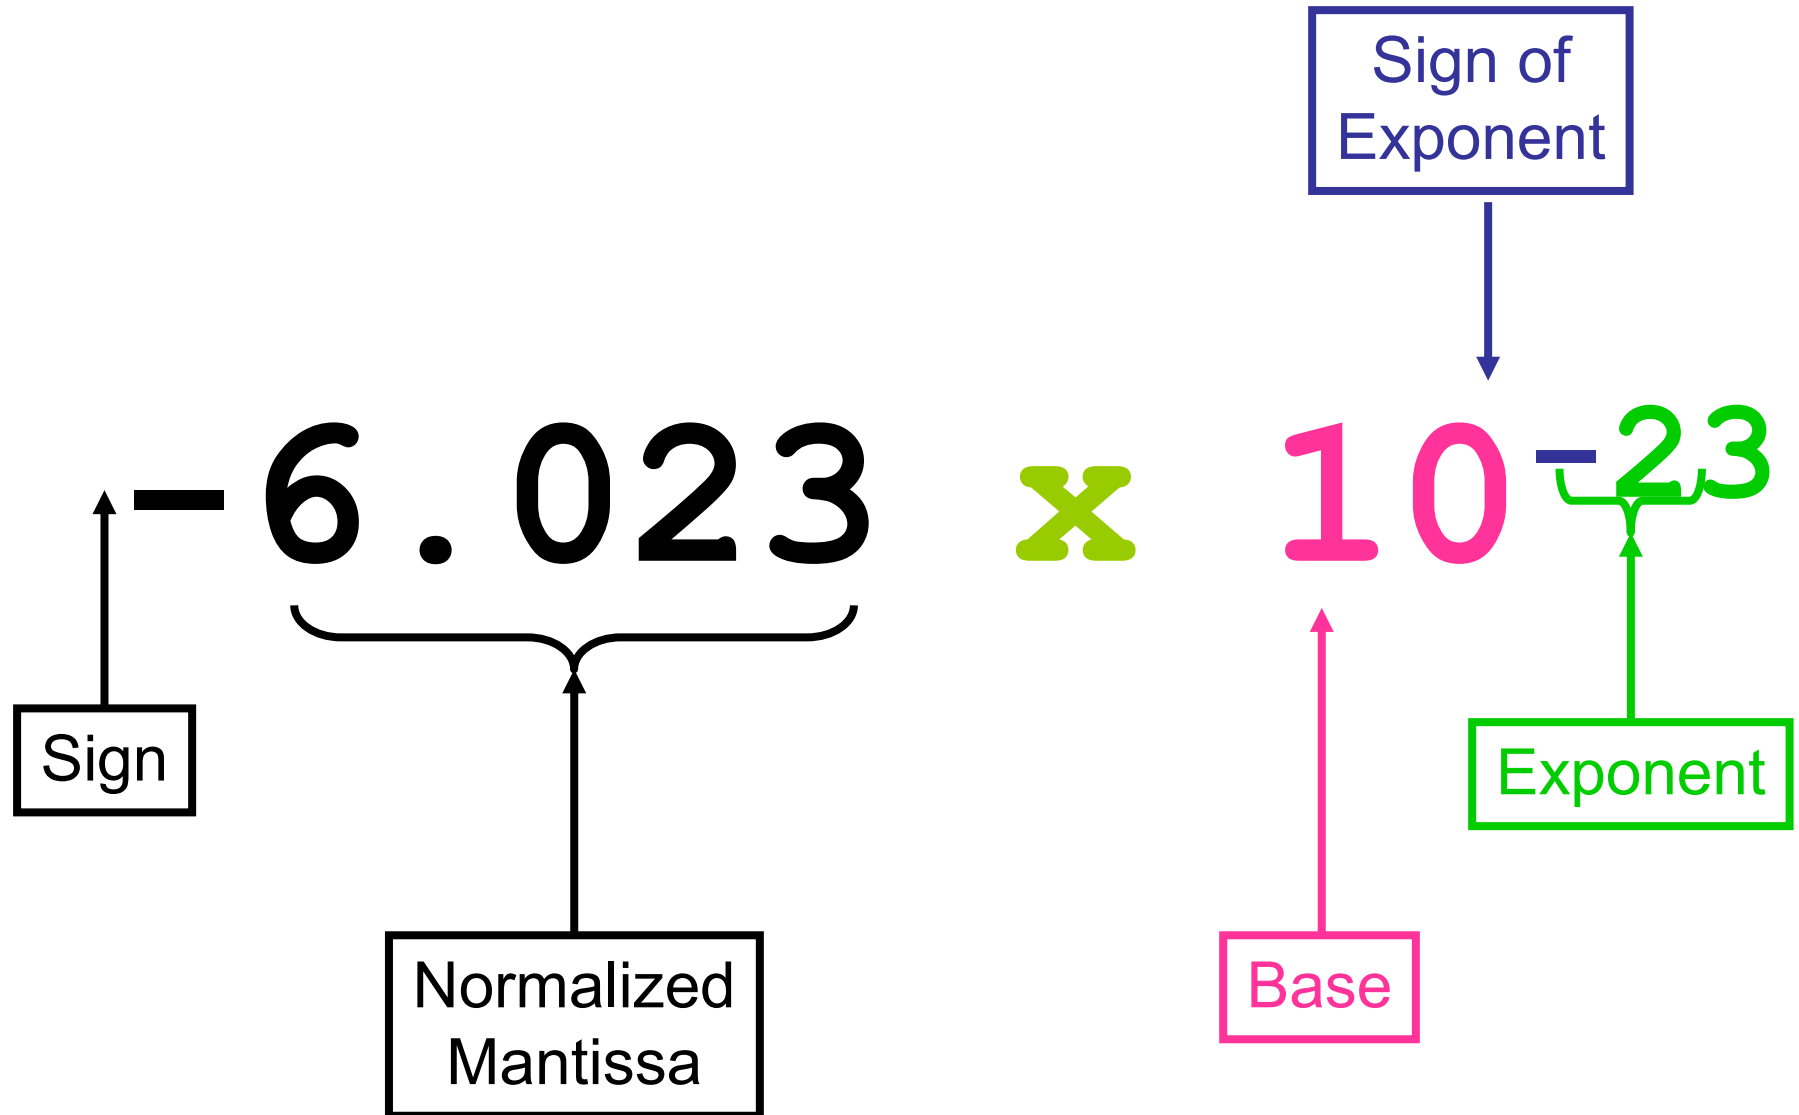 Sign of
Exponent
-6.023 x 10⁻²³
Sign
Exponent
Normalized
Mantissa
Base